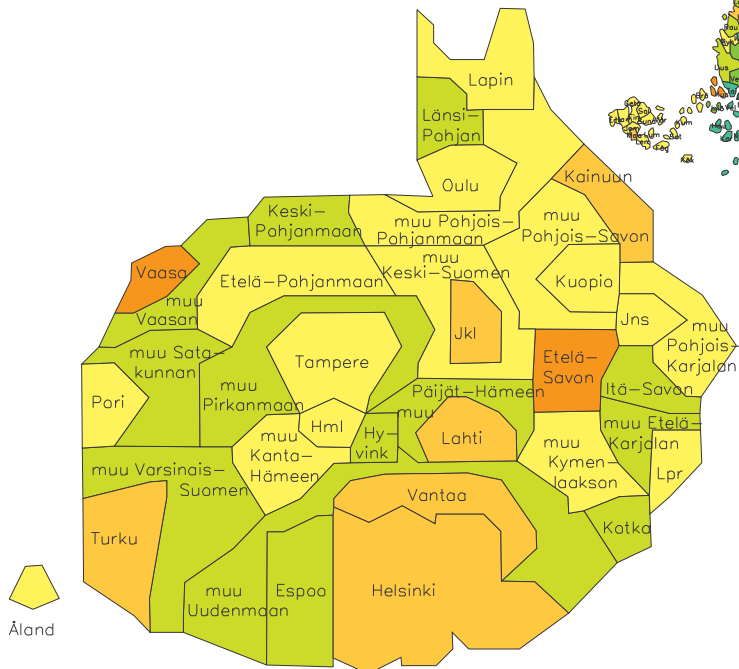 Lapin
Länsi-
Pohjan
Oulu
Kainuun
Keski-
Pohjanmaan
muu Pohjois-
Pohjanmaan
muu
Pohjois-Savon
Vaasa
Etelä-Pohjanmaan
muu
Keski-Suomen
Kuopio
muu
Vaasan
Jkl
Jns
muu
Pohjois-
Karjalan
muu Sata-
kunnan
Tampere
Etelä-
Savon
Itä-Savon
Pori
muu
Pirkanmaan
Päijät-Hämeen
muu
Hml
Hy-
vink
Lahti
muu Etelä-
Karjalan
muu
Kanta-
Hämeen
muu
Kymen-
laakson
Lpr
muu Varsinais-
Suomen
Vantaa
Turku
Kotka
muu
Uudenmaan
Espoo
Helsinki
Åland